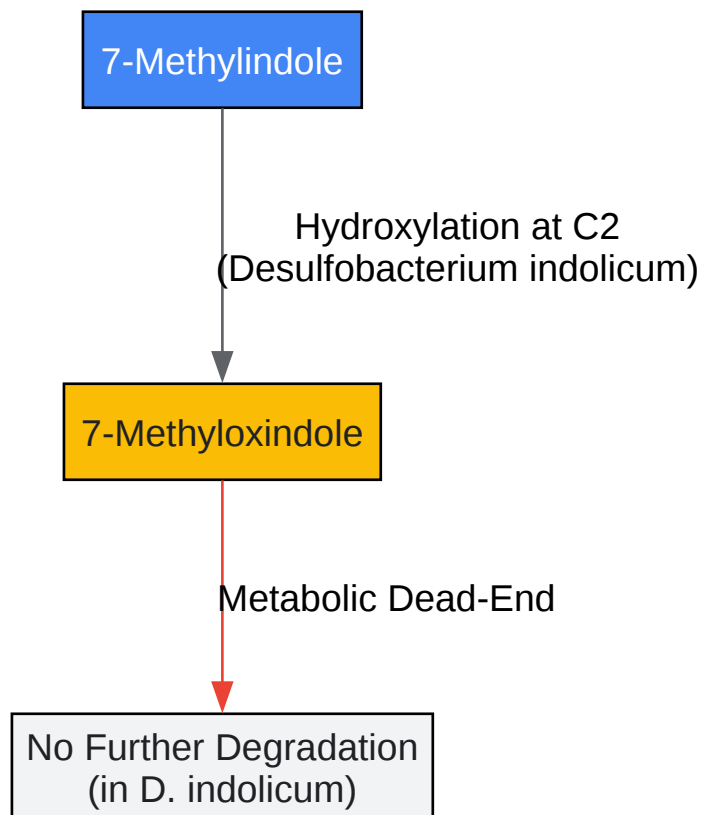 7-Methylindole
Hydroxylation at C2
(Desulfobacterium indolicum)
7-Methyloxindole
Metabolic Dead-End
No Further Degradation
(in D. indolicum)